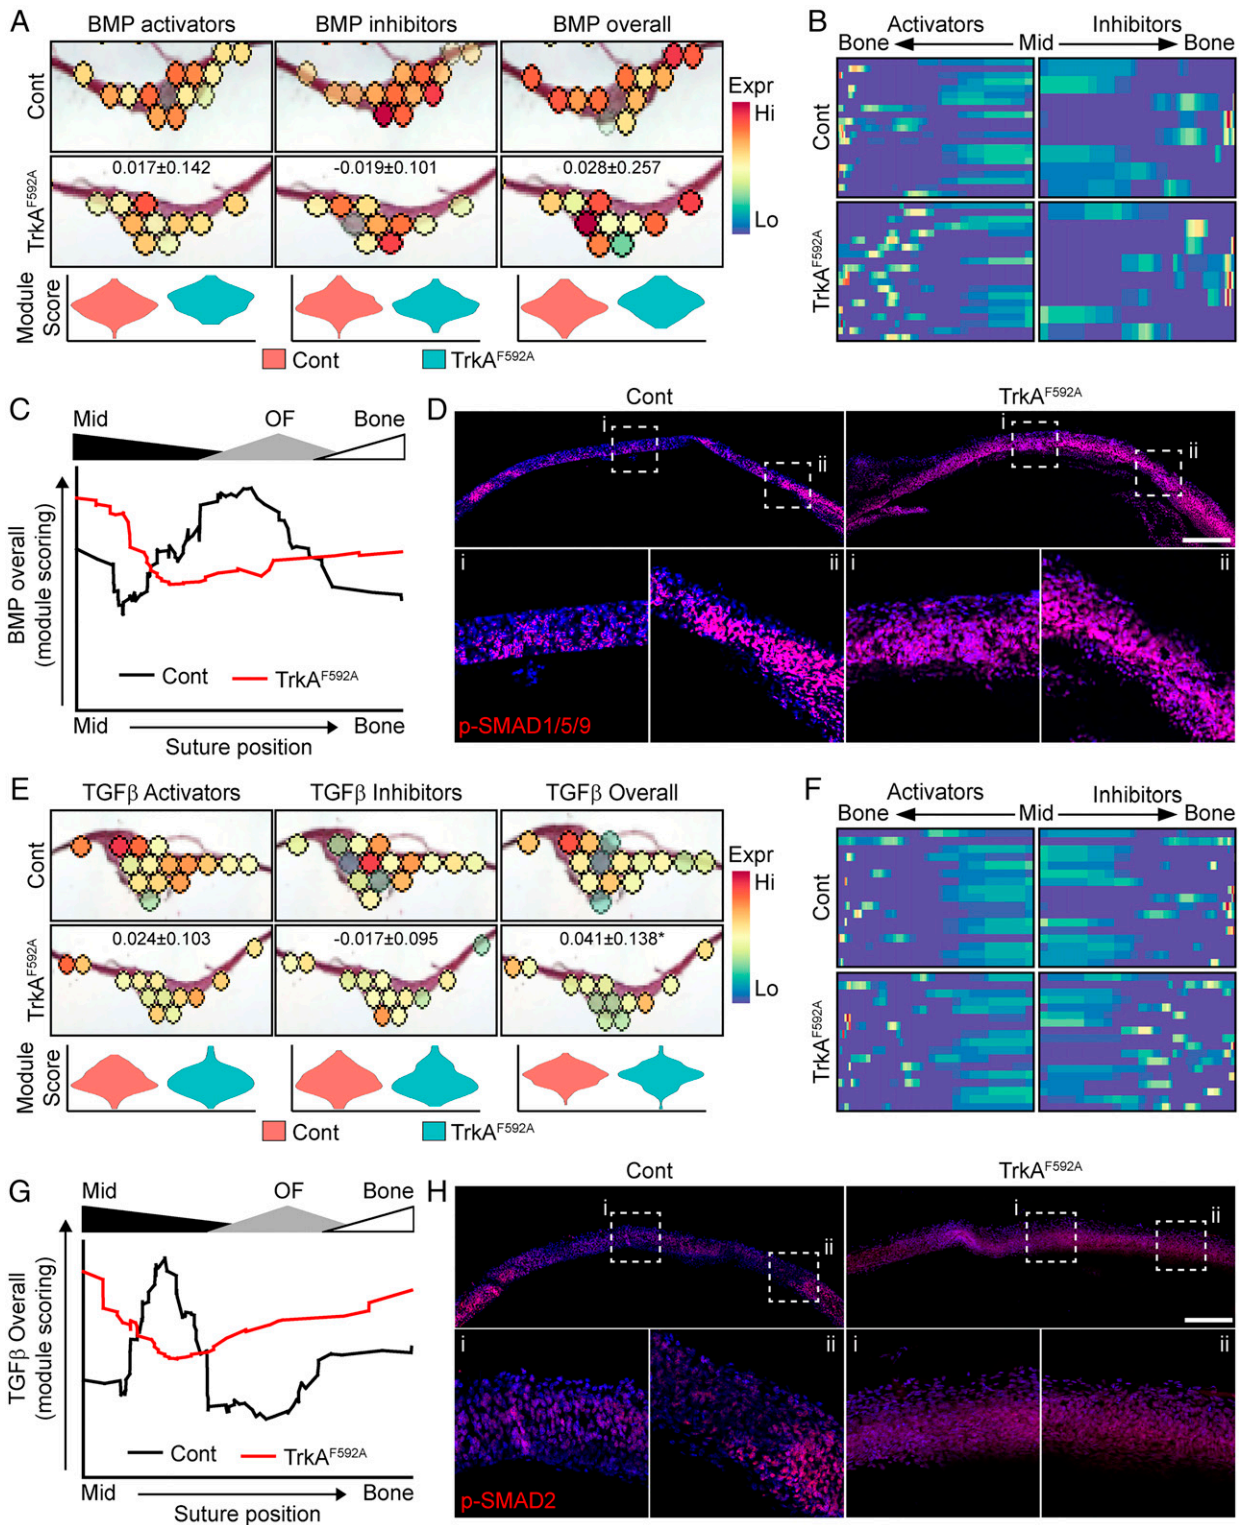 A
BMP activators
BMP inhibitors
BMP overall
Cont
TrkA^F592A
0.017±0.142
-0.019±0.101
0.028±0.257
Expr
Hi
Lo
Module
Score
Cont
TrkA^F592A
B
Activators
Inhibitors
Bone
Mid
Bone
Cont
TrkA^F592A
C
Mid
OF
Bone
BMP overall
(module scoring)
Cont
TrkA^F592A
Mid
Bone
Suture position
D
Cont
TrkA^F592A
i
ii
i
ii
i
ii
i
ii
p-SMAD1/5/9
E
TGFβ Activators
TGFβ Inhibitors
TGFβ Overall
Cont
TrkA^F592A
0.024±0.103
-0.017±0.095
0.041±0.138*
Expr
Hi
Lo
Module
Score
Cont
TrkA^F592A
F
Activators
Inhibitors
Bone
Mid
Bone
Cont
TrkA^F592A
G
Mid
OF
Bone
TGFβ Overall
(module scoring)
Cont
TrkA^F592A
Mid
Bone
Suture position
H
Cont
TrkA^F592A
i
ii
i
ii
i
ii
i
ii
p-SMAD2